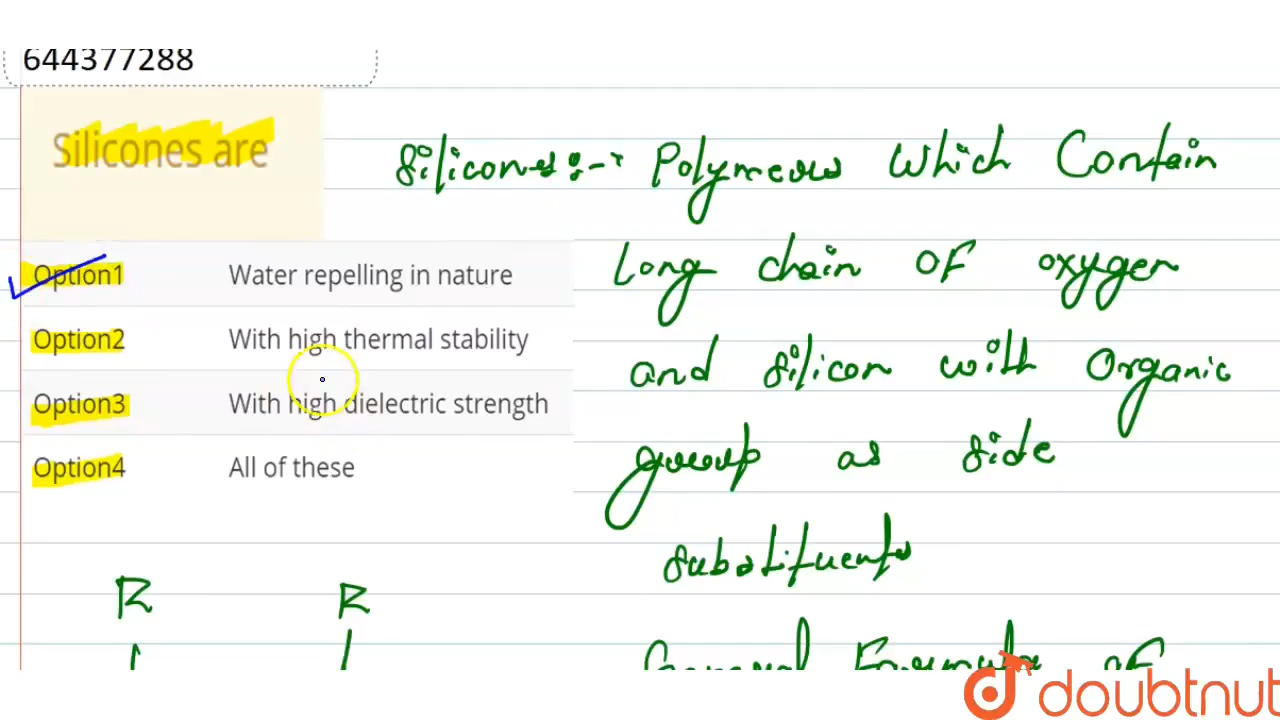 644377288
Silicones are
Silicones:-> Polymers Which Contain
long chain OF oxygen
and silicon with Organic
group as side
substituents
Option1 Water repelling in nature
Option2 With high thermal stability
Option3 With high dielectric strength
Option4 All of these
R R
General Formula of
doubtnut